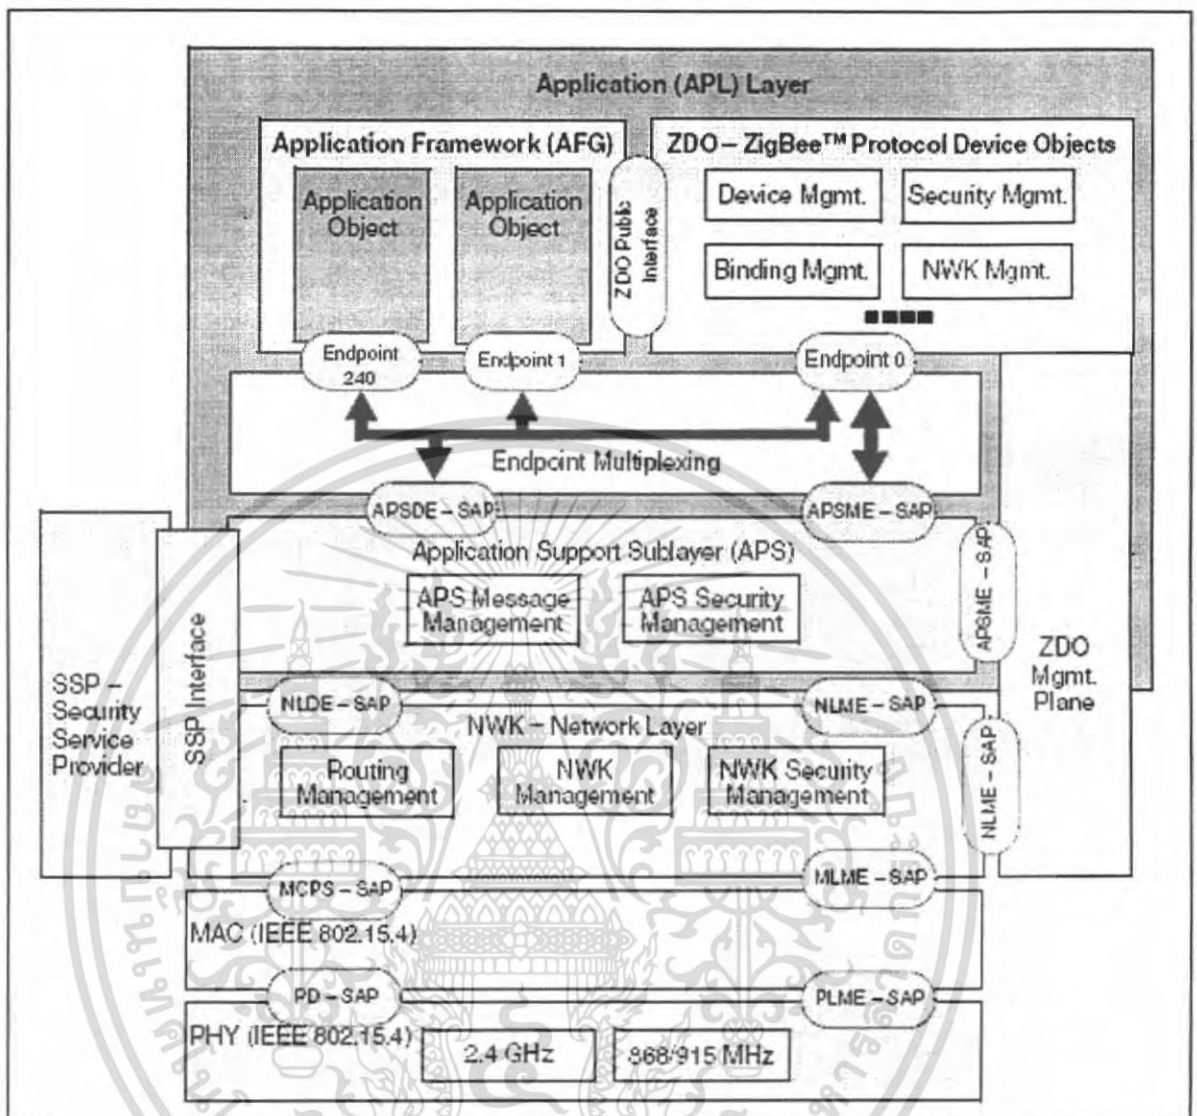 Application (APL) Layer
Application Framework (AFG)
ZDO – ZigBee™ Protocol Device Objects
Application
Object
Application
Object
ZDO Public
Interface
Device Mgmt.
Security Mgmt.
Binding Mgmt.
NWK Mgmt.
Endpoint
240
Endpoint 1
Endpoint 0
Endpoint Multiplexing
APSDE – SAP
APSME – SAP
Application Support Sublayer (APS)
APS Message
Management
APS Security
Management
APSME – SAP
SSP –
Security
Service
Provider
SSP Interface
ZDO
Mgmt.
Plane
NLDE – SAP
NLME – SAP
NWK – Network Layer
Routing
Management
NWK
Management
NWK Security
Management
NLME – SAP
MCPS – SAP
MLME – SAP
MAC (IEEE 802.15.4)
PD – SAP
PLME – SAP
PHY (IEEE 802.15.4)
2.4 GHz
868/915 MHz